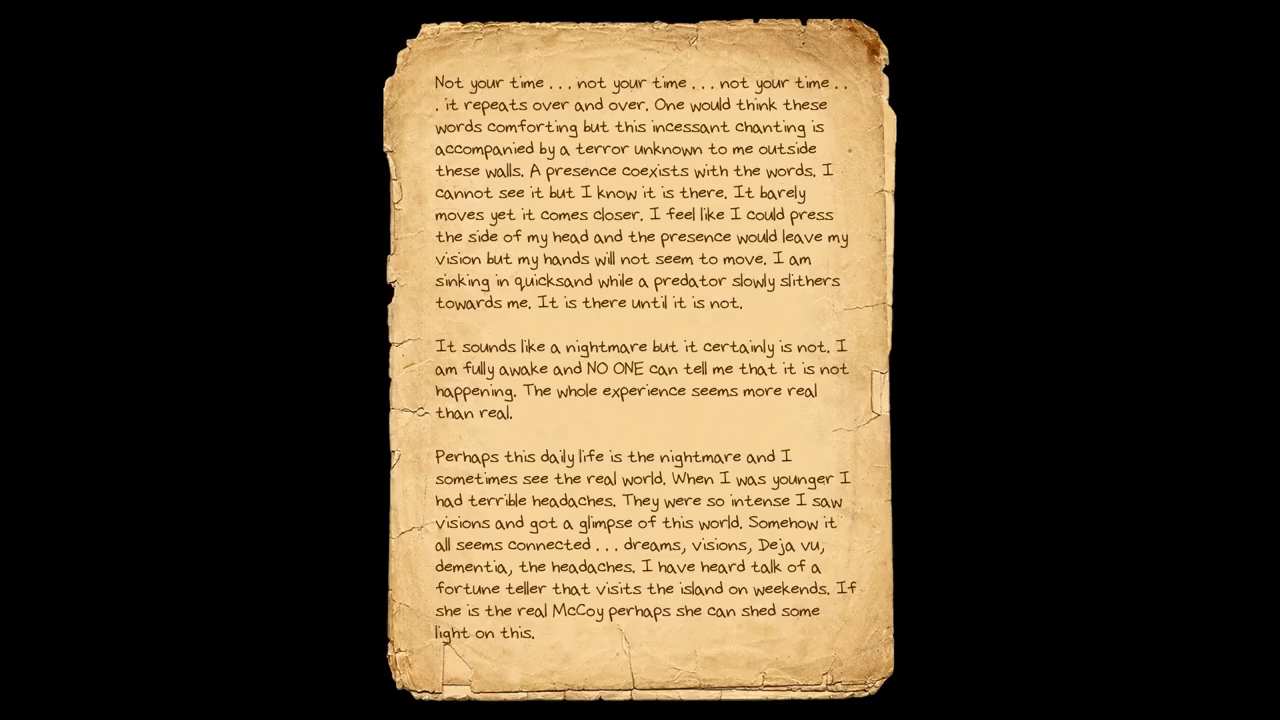 Not your time . . . not your time . . . not your time . .
. it repeats over and over. One would think these
words comforting but this incessant chanting is
accompanied by a terror unknown to me outside
these walls. A presence coexists with the words. I
cannot see it but I know it is there. It barely
moves yet it comes closer. I feel like I could press
the side of my head and the presence would leave my
vision but my hands will not seem to move. I am
sinking in quicksand while a predator slowly slithers
towards me. It is there until it is not.
It sounds like a nightmare but it certainly is not. I
am fully awake and NO ONE can tell me that it is not
happening. The whole experience seems more real
than real.
Perhaps this daily life is the nightmare and I
sometimes see the real world. When I was younger I
had terrible headaches. They were so intense I saw
visions and got a glimpse of this world. Somehow it
all seems connected . . . dreams, visions, Deja vu,
dementia, the headaches. I have heard talk of a
fortune teller that visits the island on weekends. If
she is the real McCoy perhaps she can shed some
light on this.